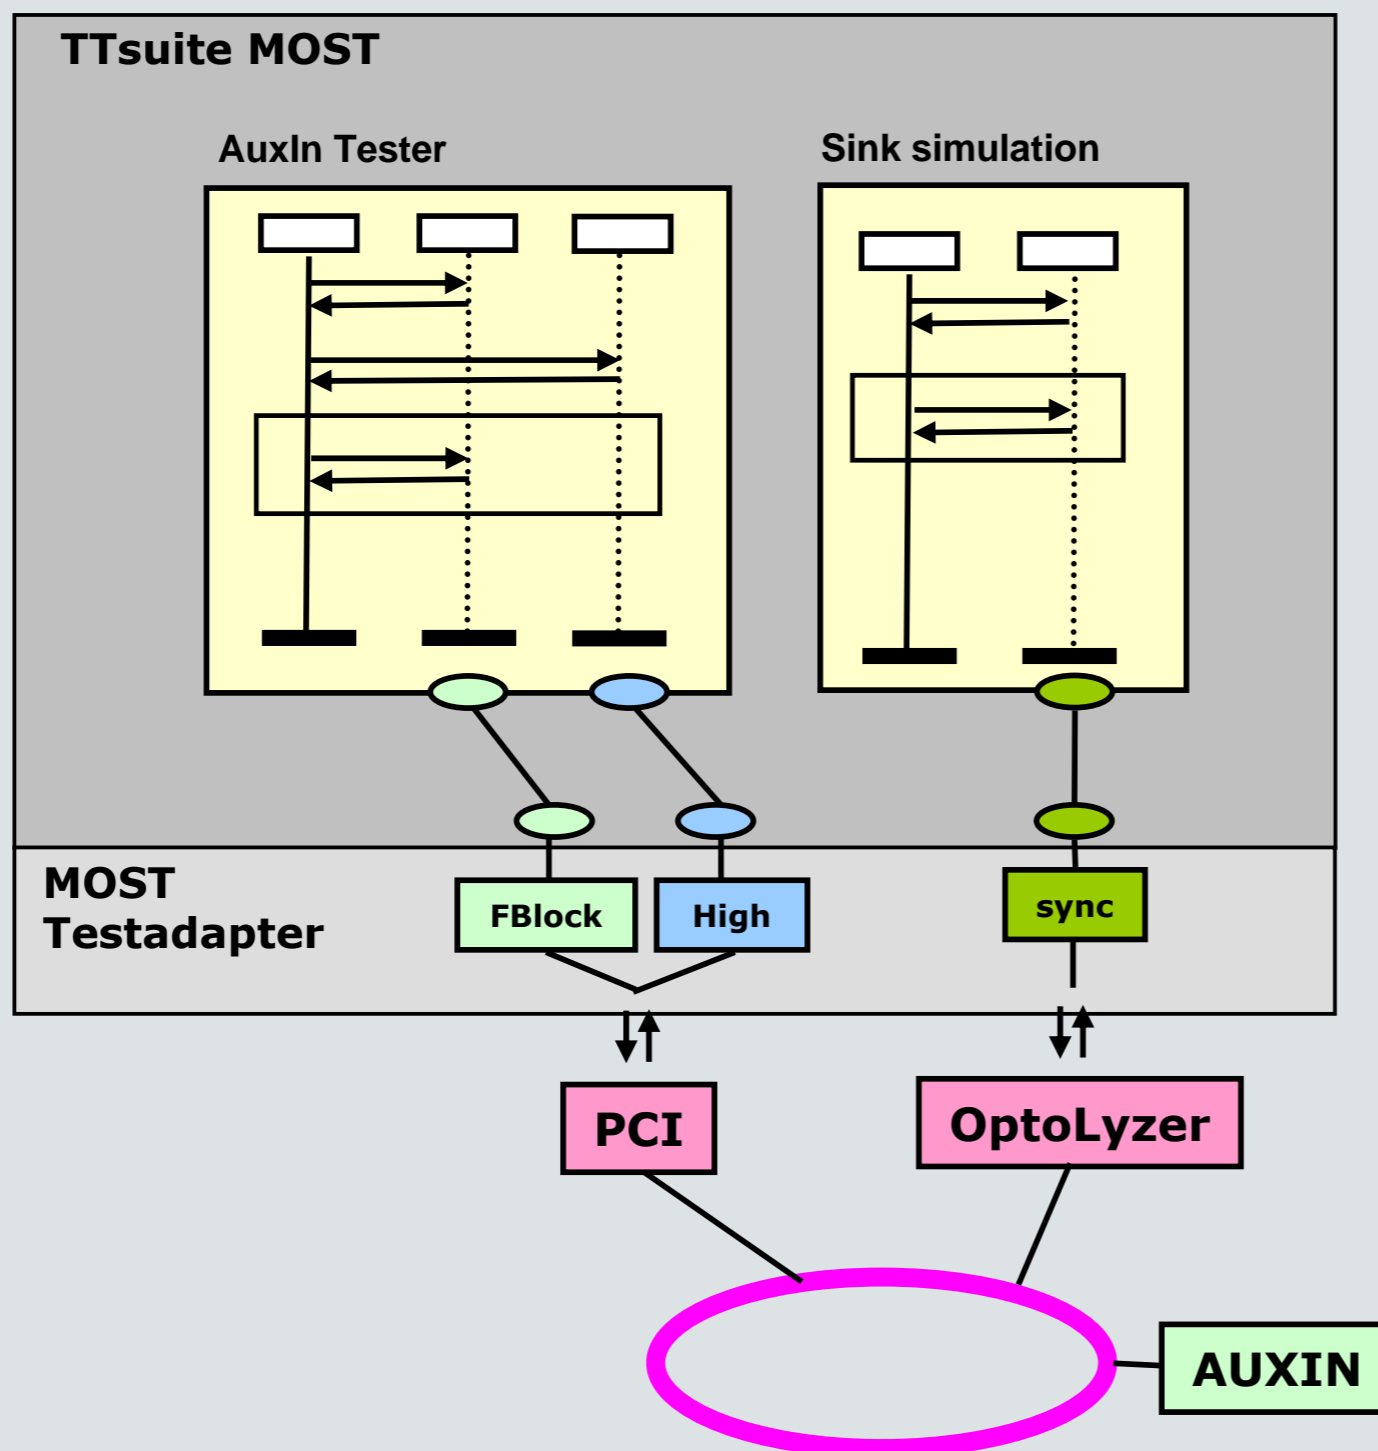 TTsuite MOST
AuxIn Tester
Sink simulation
MOST
Testadapter
FBlock
High
sync
PCI
OptoLyzer
AUXIN